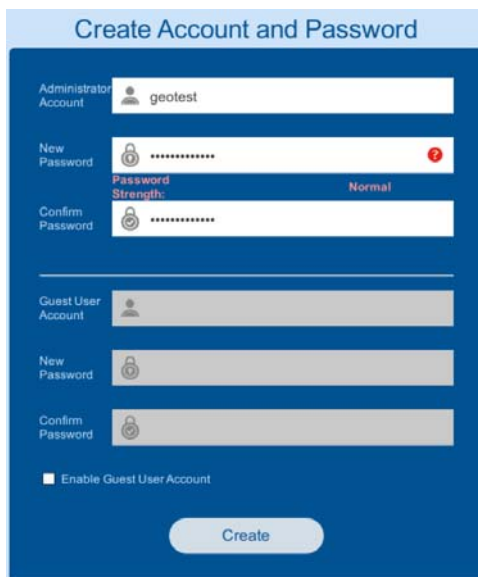 Create Account and Password
Administrator
Account
geotest
New
Password
•••••••••••••
?
Password
Strength:
Normal
Confirm
Password
•••••••••••••
Guest User
Account
New
Password
Confirm
Password
Enable Guest User Account
Create